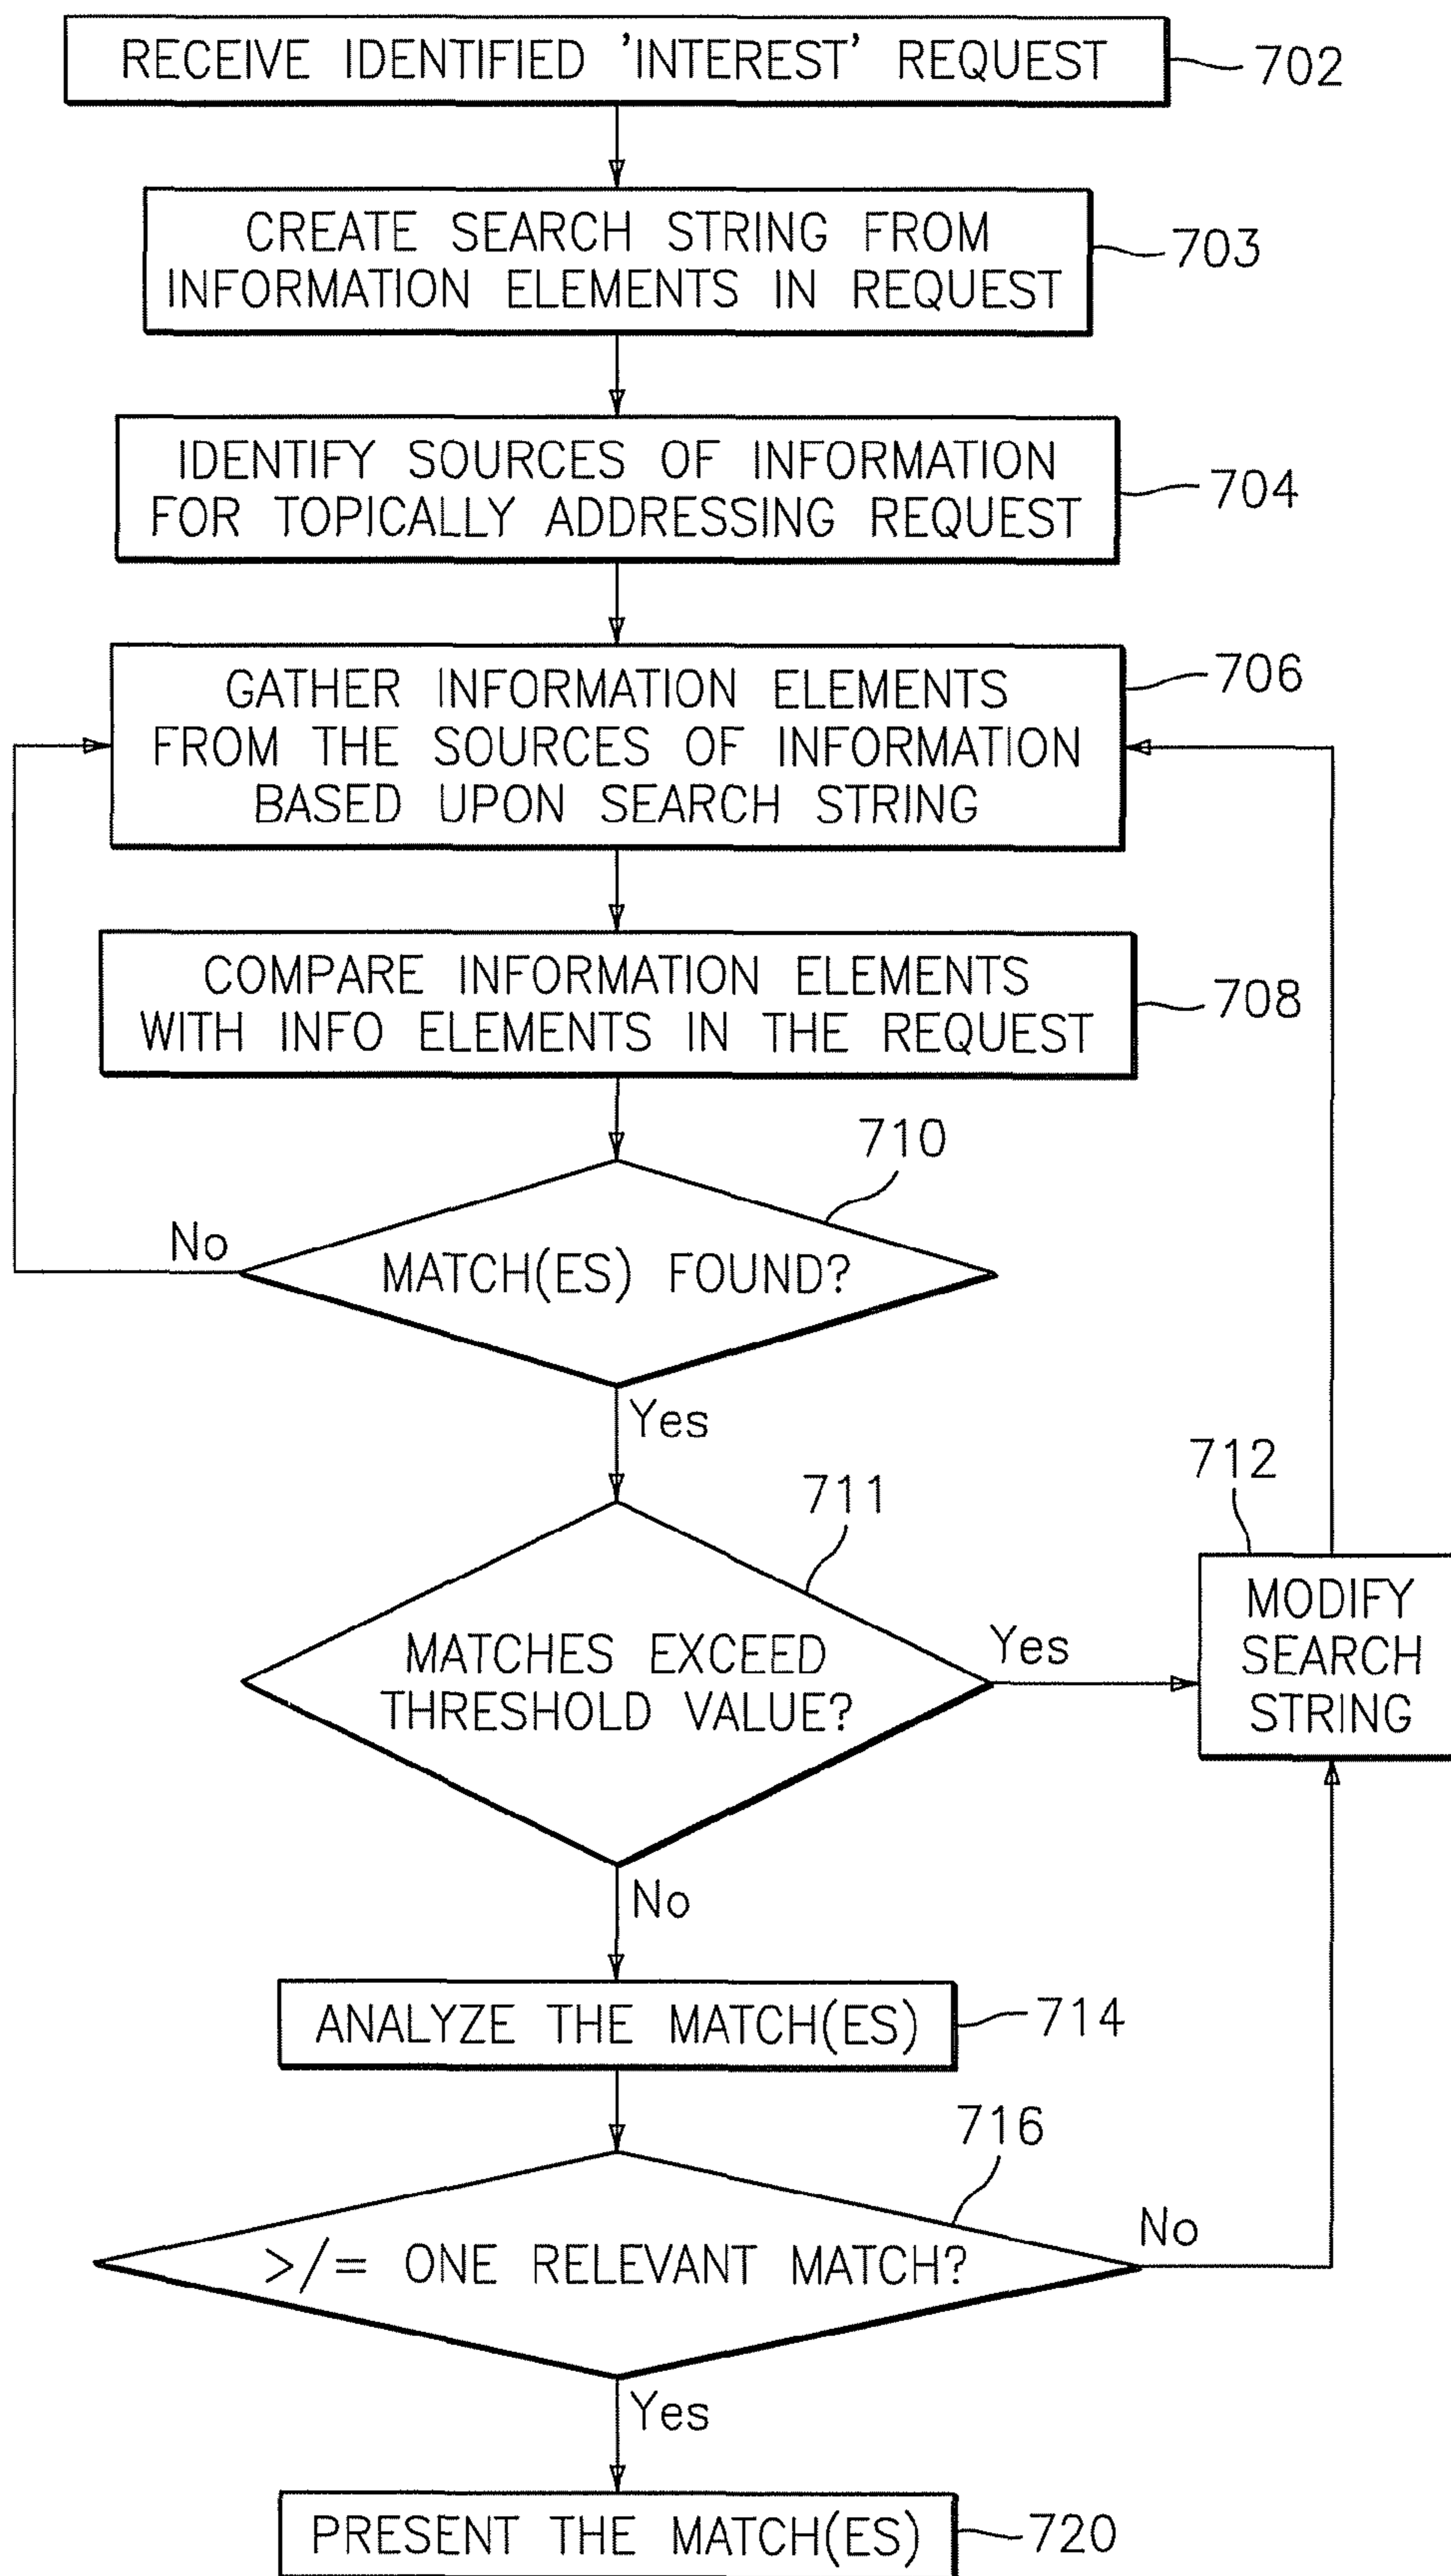 RECEIVE IDENTIFIED 'INTEREST' REQUEST
702
CREATE SEARCH STRING FROM
INFORMATION ELEMENTS IN REQUEST
703
IDENTIFY SOURCES OF INFORMATION
FOR TOPICALLY ADDRESSING REQUEST
704
GATHER INFORMATION ELEMENTS
FROM THE SOURCES OF INFORMATION
BASED UPON SEARCH STRING
706
COMPARE INFORMATION ELEMENTS
WITH INFO ELEMENTS IN THE REQUEST
708
710
No
MATCH(ES) FOUND?
Yes
711
712
MATCHES EXCEED
THRESHOLD VALUE?
Yes
MODIFY
SEARCH
STRING
No
ANALYZE THE MATCH(ES)
714
716
>/= ONE RELEVANT MATCH?
No
Yes
PRESENT THE MATCH(ES)
720